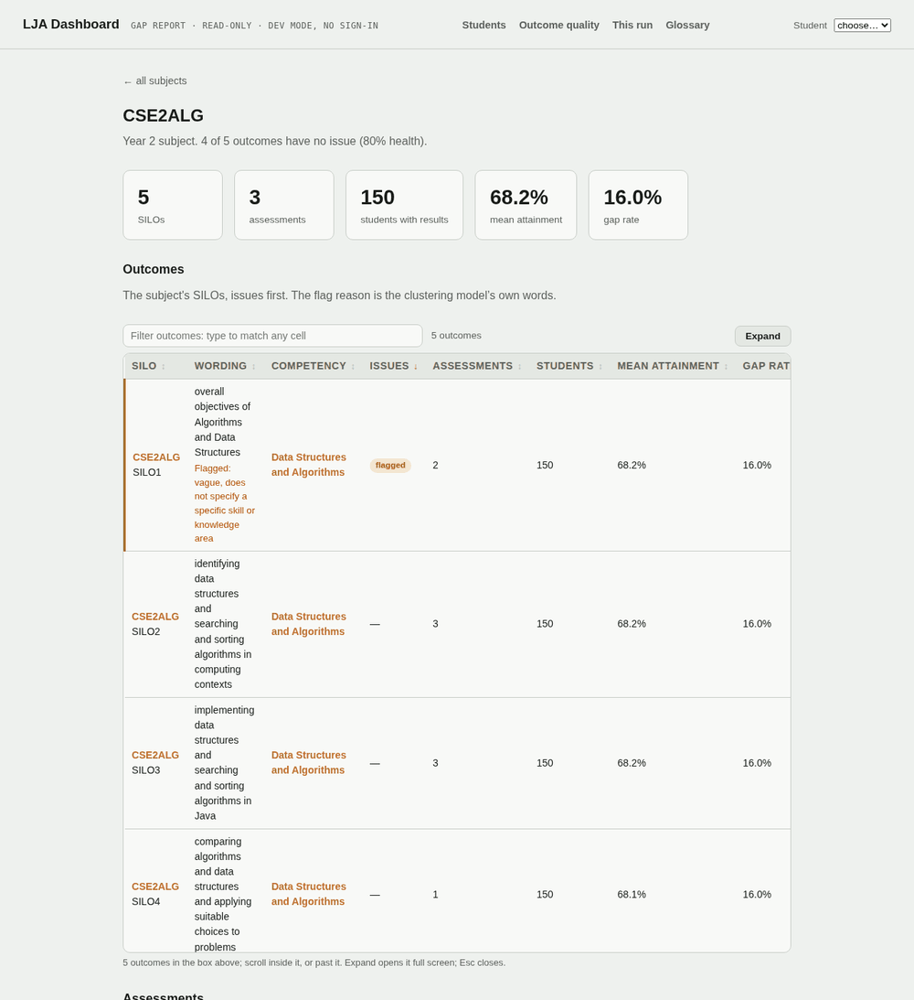 LJA Dashboard GAP REPORT · READ-ONLY · DEV MODE, NO SIGN-IN Students Outcome quality This run Glossary Student choose...
← all subjects
CSE2ALG
Year 2 subject. 4 of 5 outcomes have no issue (80% health).
5 3 150 68.2% 16.0%
SILOs assessments students with results mean attainment gap rate
Outcomes
The subject's SILOs, issues first. The flag reason is the clustering model's own words.
Filter outcomes: type to match any cell 5 outcomes Expand
SILO ↕ WORDING ↕ COMPETENCY ↕ ISSUES ↓ ASSESSMENTS ↕ STUDENTS ↕ MEAN ATTAINMENT ↕ GAP RAT
overall
objectives of
Algorithms
and Data
Structures
Flagged:
vague, does
not specify a
specific skill or
knowledge
area
CSE2ALG
SILO1
Data Structures
and Algorithms
flagged 2 150 68.2% 16.0%
identifying
data
structures
and
searching
and sorting
algorithms in
computing
contexts
CSE2ALG
SILO2
Data Structures
and Algorithms
— 3 150 68.2% 16.0%
implementing
data
structures
and
searching
and sorting
algorithms in
Java
CSE2ALG
SILO3
Data Structures
and Algorithms
— 3 150 68.2% 16.0%
comparing
algorithms
and data
structures
and applying
suitable
choices to
problems
CSE2ALG
SILO4
Data Structures
and Algorithms
— 1 150 68.1% 16.0%
5 outcomes in the box above; scroll inside it, or past it. Expand opens it full screen; Esc closes.
Assessments